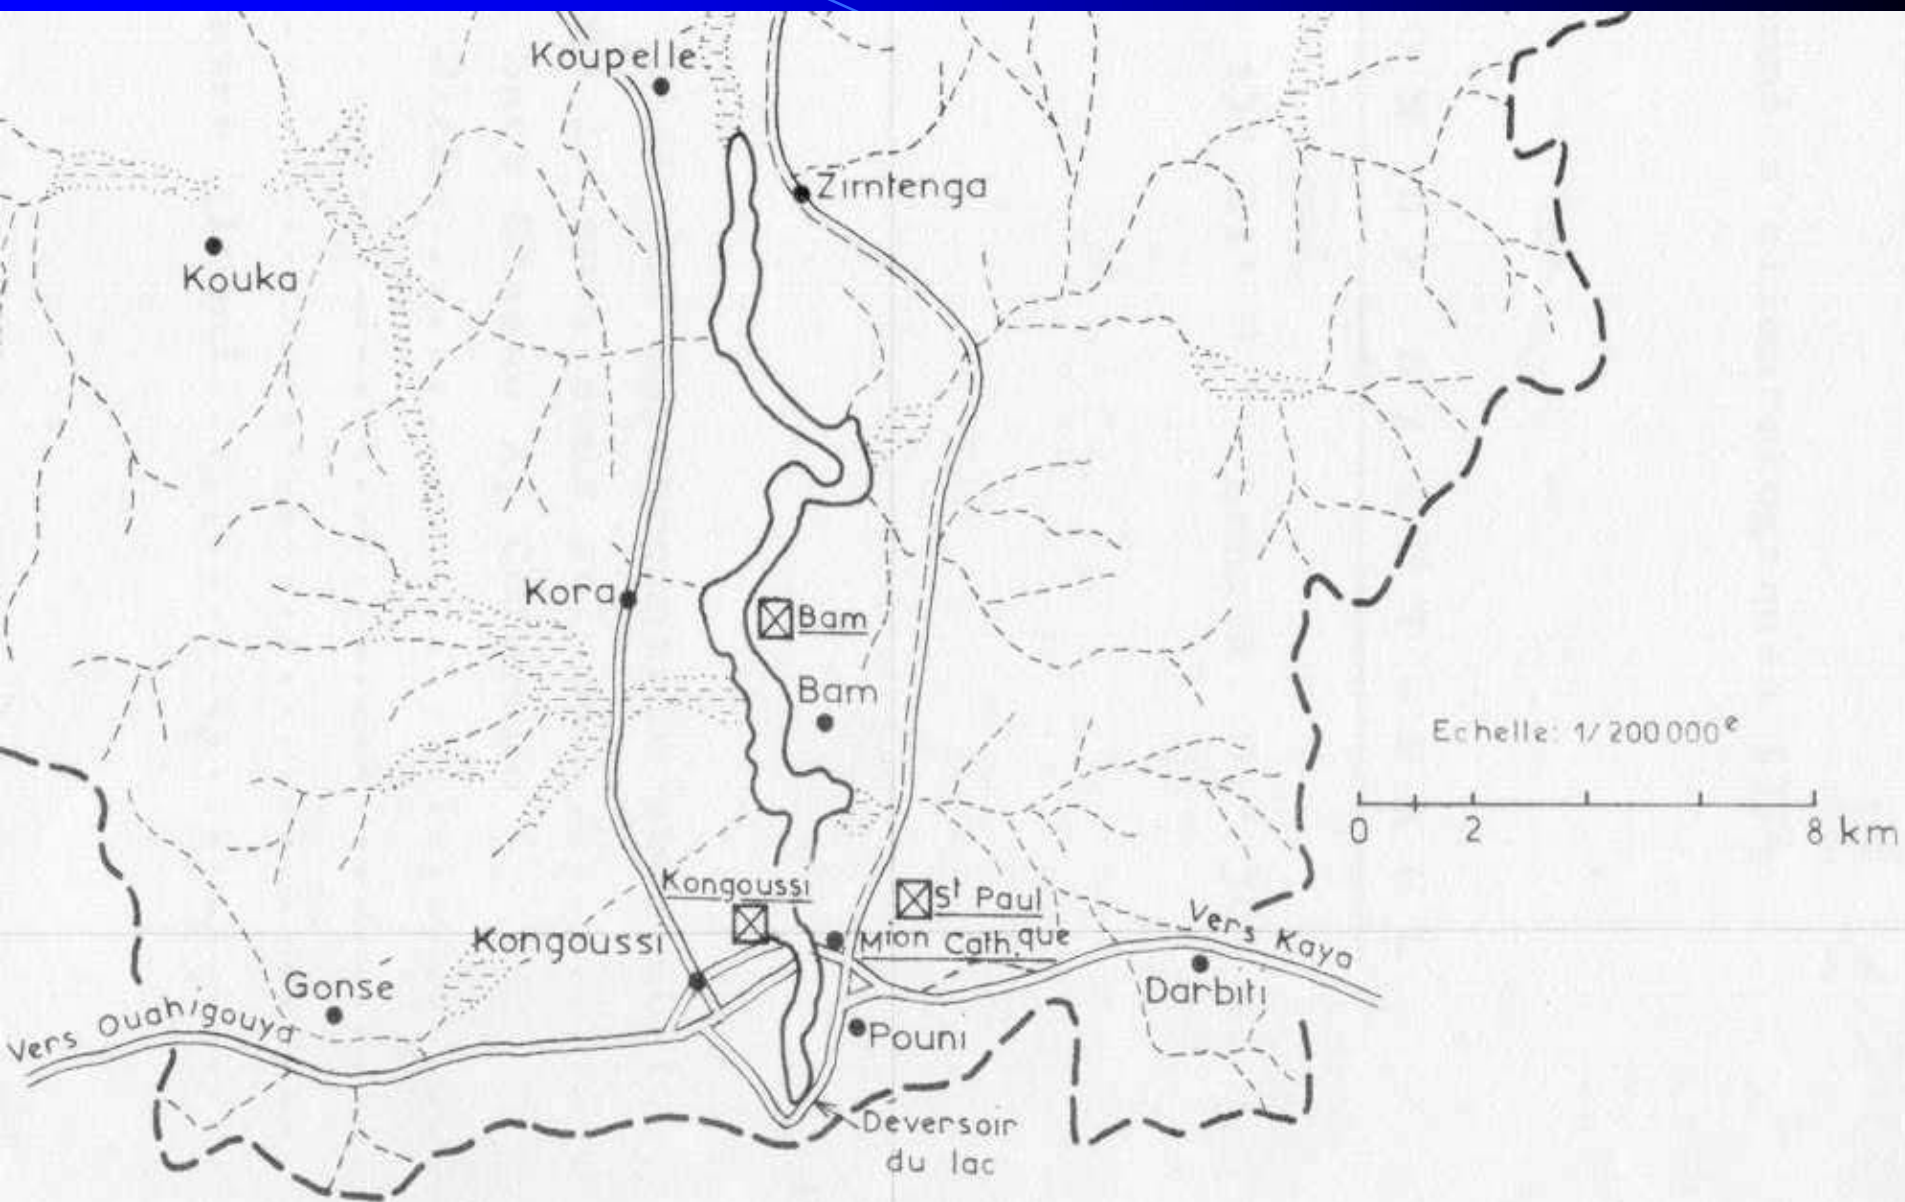 Koupelle
Zimtenga
Kouka
Kora
Bam
Bam
Echelle: 1/200000e
0 2 8 km
Kongoussi
St Paul
Mion Cath.que
Kongoussi
Vers Kaya
Gonse
Darbiti
Vers Ouahigouya
Pouni
Deversoir
du lac